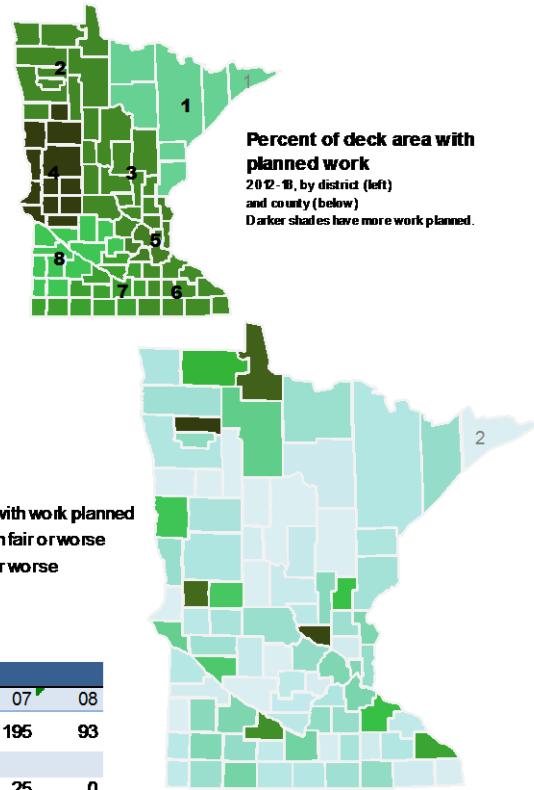 2
1
1
4
3
5
8
7
6
Percent of deck area with
planned work
2012-18, by district (left)
and county (below)
Darker shades have more work planned.
2
with work planned
fair or worse
worse
07 08
195 93
25 0